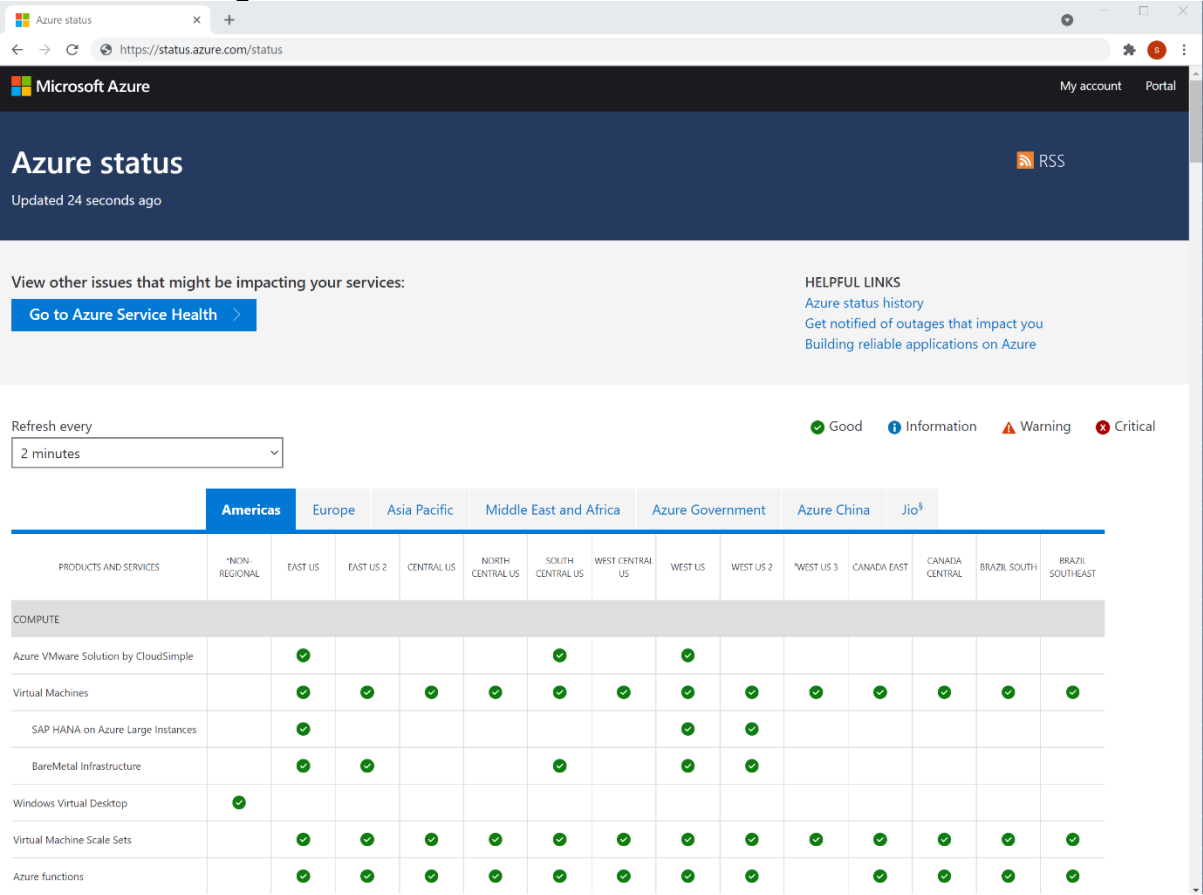 Azure status
https://status.azure.com/status
S
Microsoft Azure
My account
Portal
Azure status
RSS
Updated 24 seconds ago
View other issues that might be impacting your services:
Go to Azure Service Health
HELPFUL LINKS
Azure status history
Get notified of outages that impact you
Building reliable applications on Azure
Refresh every
2 minutes
Good
Information
Warning
Critical
Americas
Europe
Asia Pacific
Middle East and Africa
Azure Government
Azure China
Jio§
PRODUCTS AND SERVICES
*NON-
REGIONAL
EAST US
EAST US 2
CENTRAL US
NORTH
CENTRAL US
SOUTH
CENTRAL US
WEST CENTRAL
US
WEST US
WEST US 2
WEST US 3
CANADA EAST
CANADA
CENTRAL
BRAZIL SOUTH
BRAZIL
SOUTHEAST
COMPUTE
Azure VMware Solution by CloudSimple
Virtual Machines
SAP HANA on Azure Large Instances
BareMetal Infrastructure
Windows Virtual Desktop
Virtual Machine Scale Sets
Azure functions